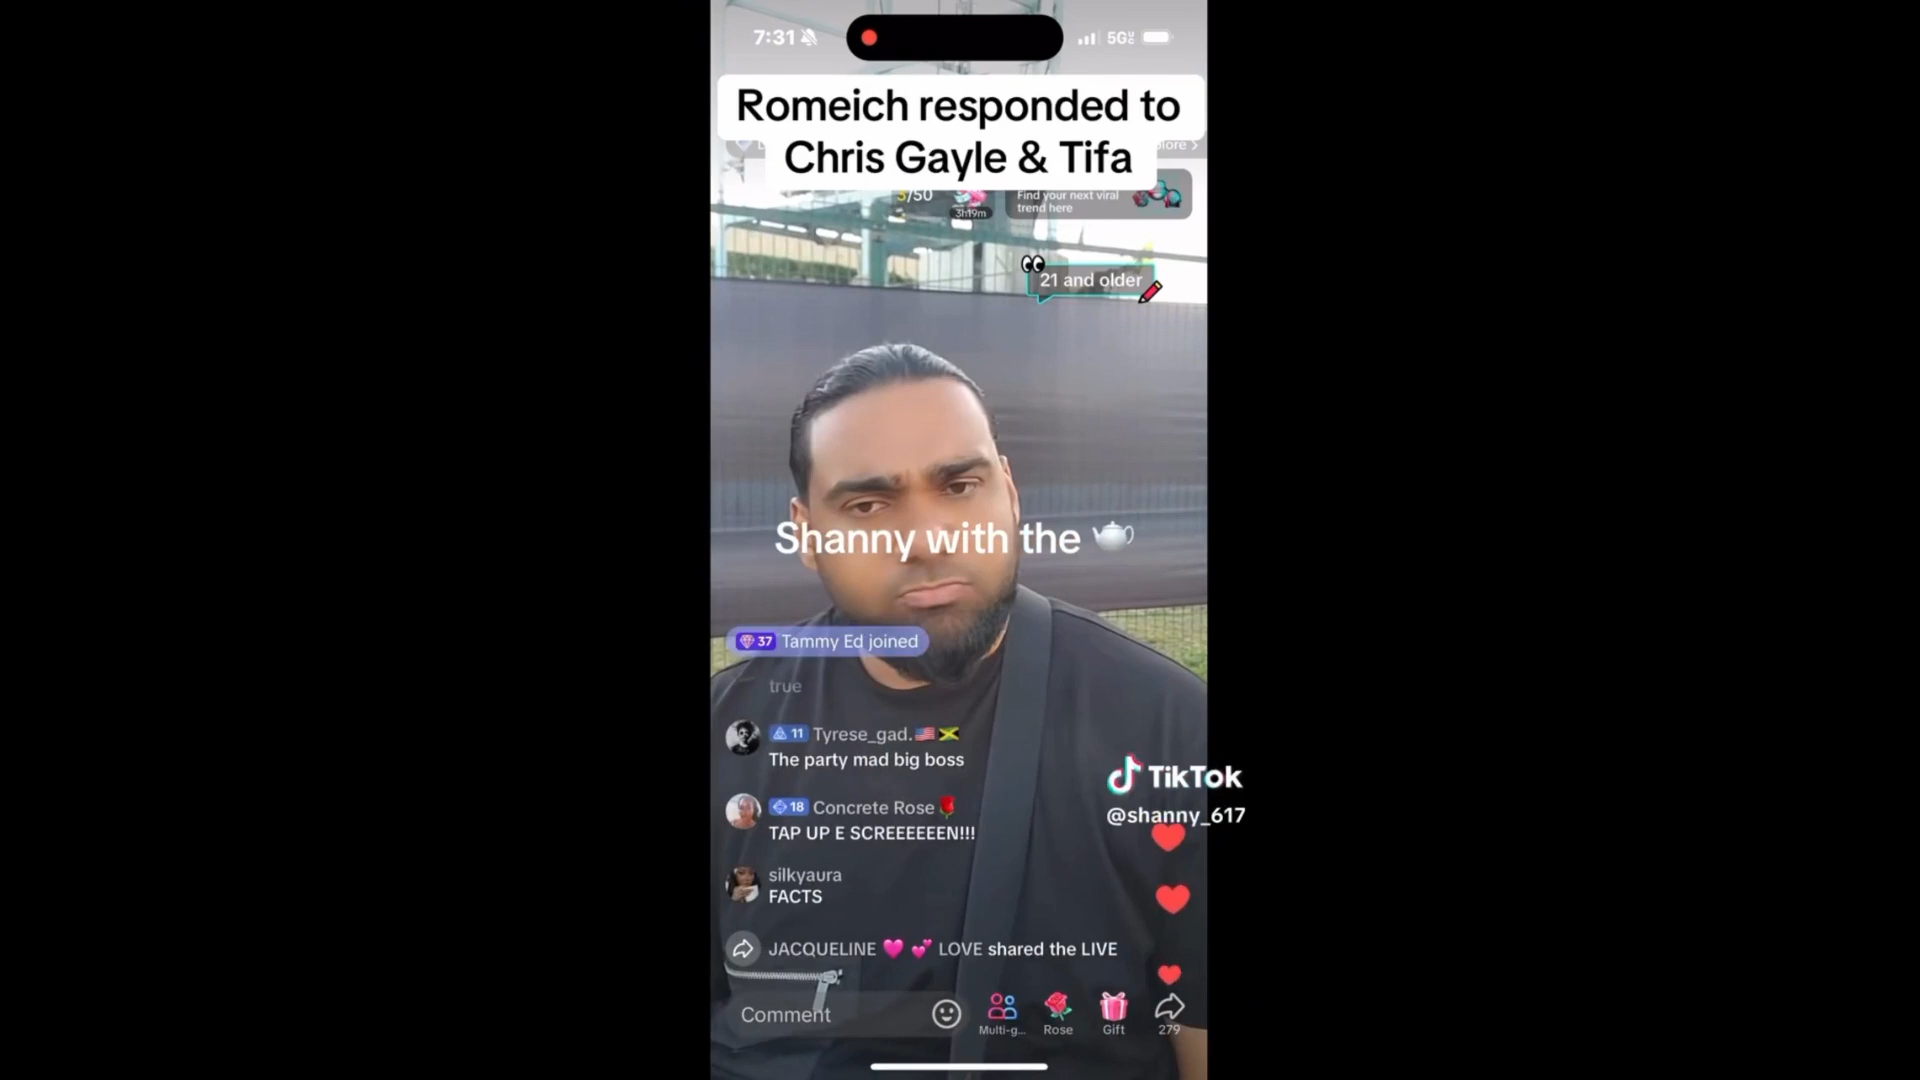 7:31
5G
Romeich responded to
Chris Gayle & Tifa
/50
3h19m
Find your next viral
trend here
21 and older
Shanny with the
37 Tammy Ed joined
true
11 Tyrese_gad.
The party mad big boss
18 Concrete Rose
TAP UP E SCREEEEEEN!!!
silkyaura
FACTS
JACQUELINE LOVE shared the LIVE
TikTok
@shanny_617
Comment
Multi-g...
Rose
Gift
279